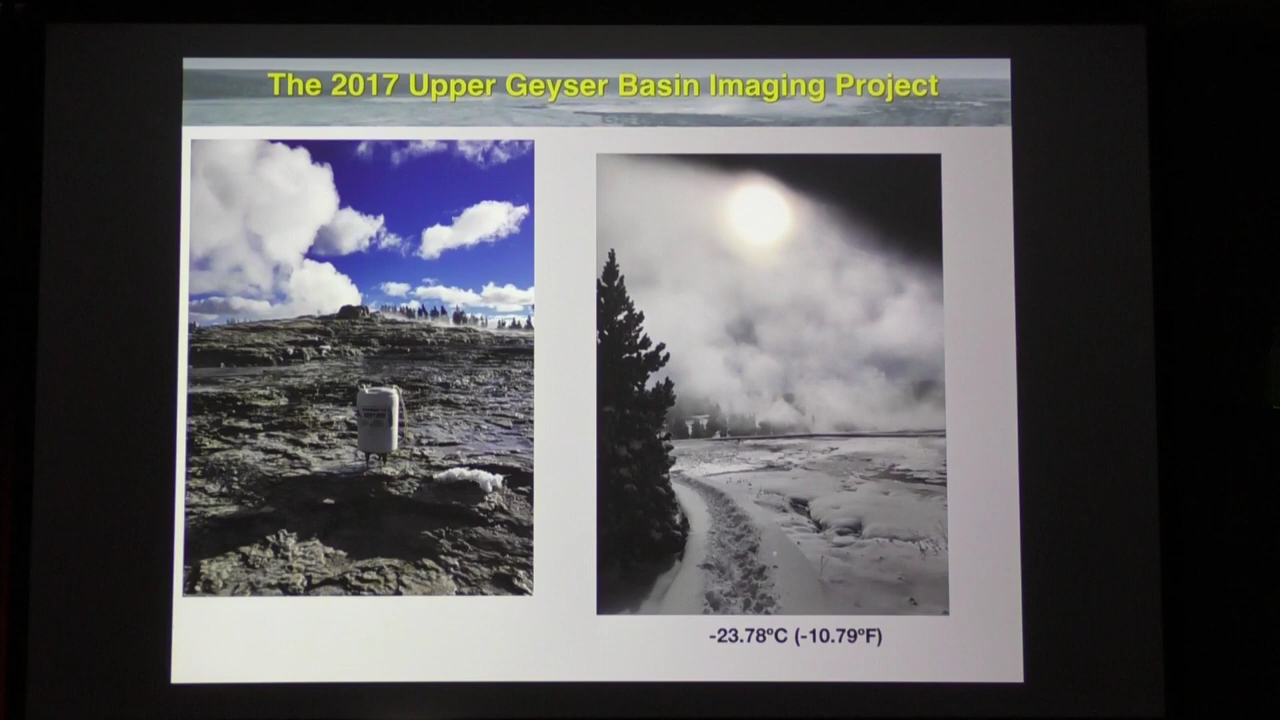 The 2017 Upper Geyser Basin Imaging Project
-23.78ºC (-10.79ºF)